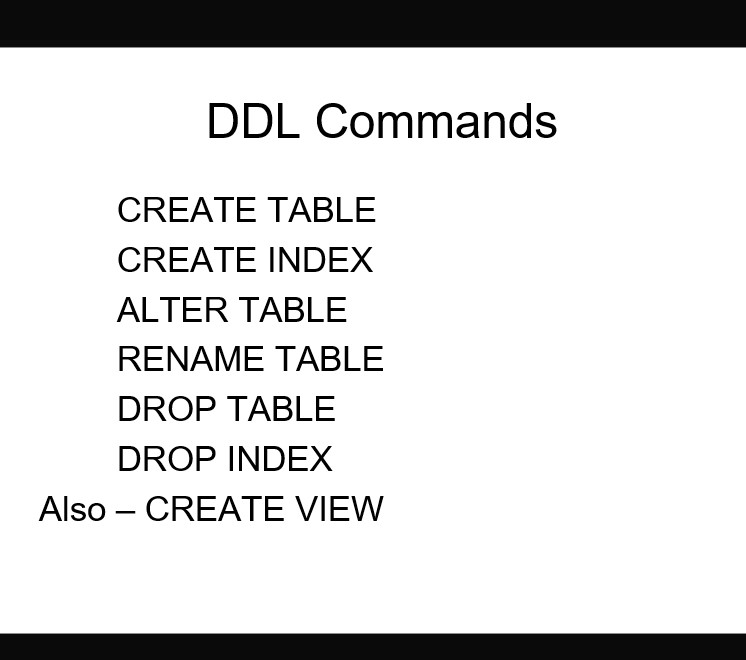 DDL Commands
CREATE TABLE
CREATE INDEX
ALTER TABLE
RENAME TABLE
DROP TABLE
DROP INDEX
Also – CREATE VIEW